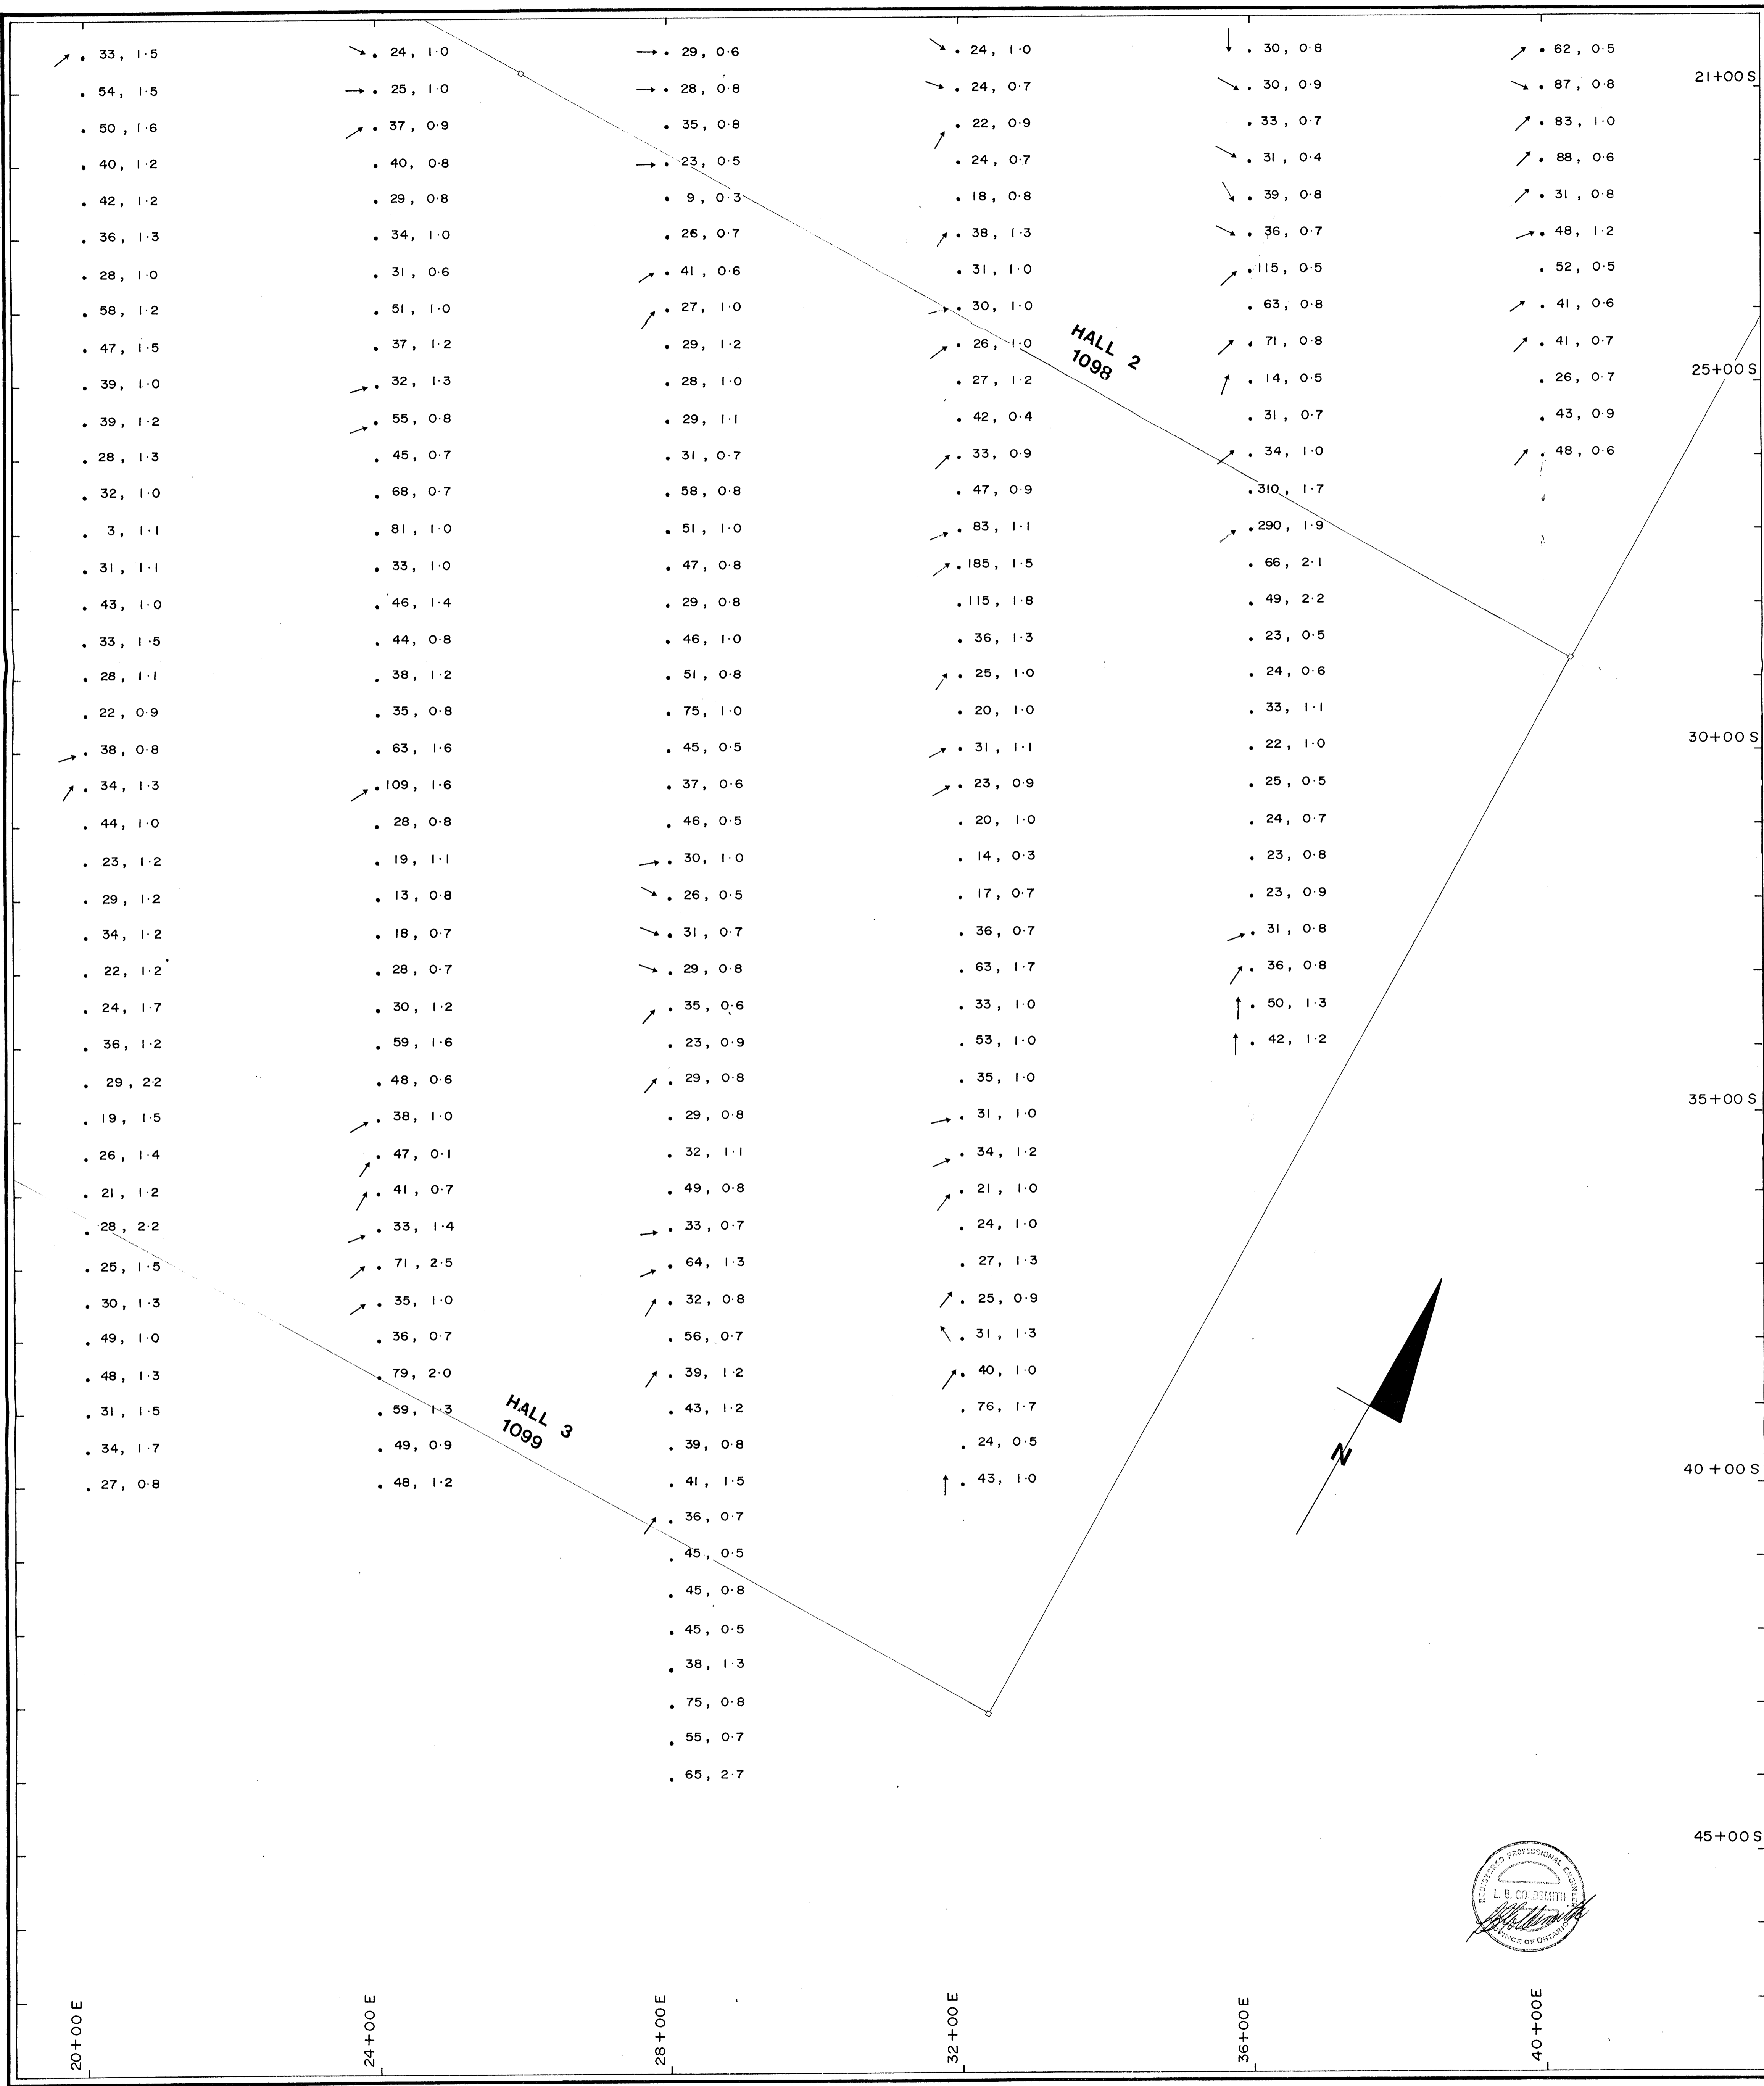 33, 1·5 24, 1·0 29, 0·6 24, 1·0 30, 0·8 62, 0·5
21+00 S
54, 1·5 25, 1·0 28, 0·8 24, 0·7 30, 0·9 87, 0·8
50, 1·6 37, 0·9 35, 0·8 22, 0·9 33, 0·7 83, 1·0
40, 1·2 40, 0·8 23, 0·5 24, 0·7 31, 0·4 88, 0·6
42, 1·2 29, 0·8 9, 0·3 18, 0·8 39, 0·8 31, 0·8
36, 1·3 34, 1·0 26, 0·7 38, 1·3 36, 0·7 48, 1·2
28, 1·0 31, 0·6 41, 0·6 31, 1·0 115, 0·5 52, 0·5
58, 1·2 51, 1·0 27, 1·0 30, 1·0 63, 0·8 41, 0·6
HALL 2
1098
47, 1·5 37, 1·2 29, 1·2 26, 1·0 71, 0·8 41, 0·7
25+00 S
39, 1·0 32, 1·3 28, 1·0 27, 1·2 14, 0·5 26, 0·7
39, 1·2 55, 0·8 29, 1·1 42, 0·4 31, 0·7 43, 0·9
28, 1·3 45, 0·7 31, 0·7 33, 0·9 34, 1·0 48, 0·6
32, 1·0 68, 0·7 58, 0·8 47, 0·9 310, 1·7
3, 1·1 81, 1·0 51, 1·0 83, 1·1 290, 1·9
31, 1·1 33, 1·0 47, 0·8 185, 1·5 66, 2·1
43, 1·0 46, 1·4 29, 0·8 115, 1·8 49, 2·2
33, 1·5 44, 0·8 46, 1·0 36, 1·3 23, 0·5
28, 1·1 38, 1·2 51, 0·8 25, 1·0 24, 0·6
22, 0·9 35, 0·8 75, 1·0 20, 1·0 33, 1·1
38, 0·8 63, 1·6 45, 0·5 31, 1·1 22, 1·0 30+00 S
34, 1·3 109, 1·6 37, 0·6 23, 0·9 25, 0·5
44, 1·0 28, 0·8 46, 0·5 20, 1·0 24, 0·7
23, 1·2 19, 1·1 30, 1·0 14, 0·3 23, 0·8
29, 1·2 13, 0·8 26, 0·5 17, 0·7 23, 0·9
34, 1·2 18, 0·7 31, 0·7 36, 0·7 31, 0·8
22, 1·2 28, 0·7 29, 0·8 63, 1·7 36, 0·8
24, 1·7 30, 1·2 35, 0·6 33, 1·0 50, 1·3
36, 1·2 59, 1·6 23, 0·9 53, 1·0 42, 1·2
29, 2·2 48, 0·6 29, 0·8 35, 1·0
35+00 S
19, 1·5 38, 1·0 29, 0·8 31, 1·0
26, 1·4 47, 0·1 32, 1·1 34, 1·2
21, 1·2 41, 0·7 49, 0·8 21, 1·0
28, 2·2 33, 1·4 33, 0·7 24, 1·0
25, 1·5 71, 2·5 64, 1·3 27, 1·3
30, 1·3 35, 1·0 32, 0·8 25, 0·9
49, 1·0 36, 0·7 56, 0·7 31, 1·3
48, 1·3 79, 2·0 39, 1·2 40, 1·0
31, 1·5 59, 1·3 43, 1·2 76, 1·7
HALL 3
1099
34, 1·7 49, 0·9 39, 0·8 24, 0·5
N
27, 0·8 48, 1·2 41, 1·5 43, 1·0 40+00 S
36, 0·7
45, 0·5
45, 0·8
45, 0·5
38, 1·3
75, 0·8
55, 0·7
65, 2·7
45+00 S
REGISTERED PROFESSIONAL ENGINEER
L. B. GOLDSMITH
PROVINCE OF ONTARIO
20+00 E 24+00 E 28+00 E 32+00 E 36+00 E 40+00 E